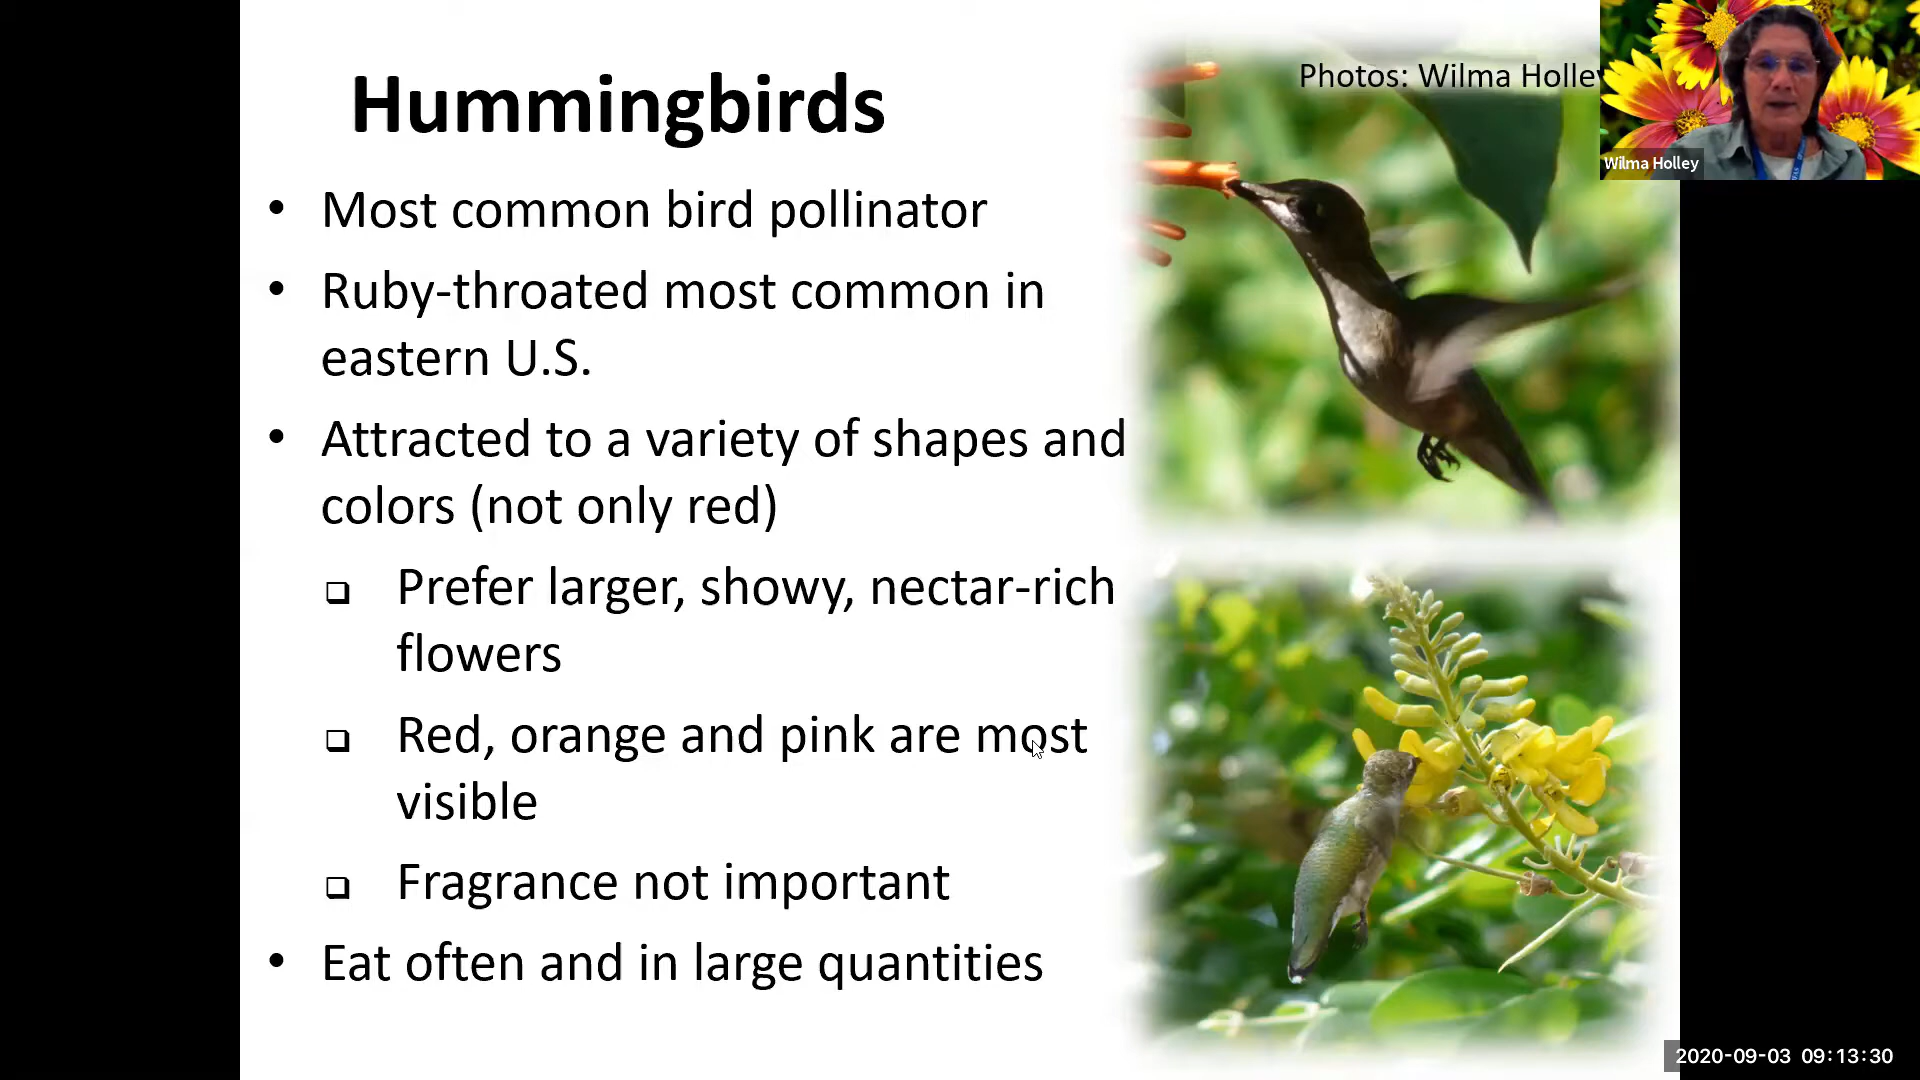 Hummingbirds
Photos: Wilma Holley
Wilma Holley
• Most common bird pollinator
• Ruby-throated most common in
eastern U.S.
• Attracted to a variety of shapes and
colors (not only red)
❑ Prefer larger, showy, nectar-rich
flowers
❑ Red, orange and pink are most
visible
❑ Fragrance not important
• Eat often and in large quantities
2020-09-03 09:13:30